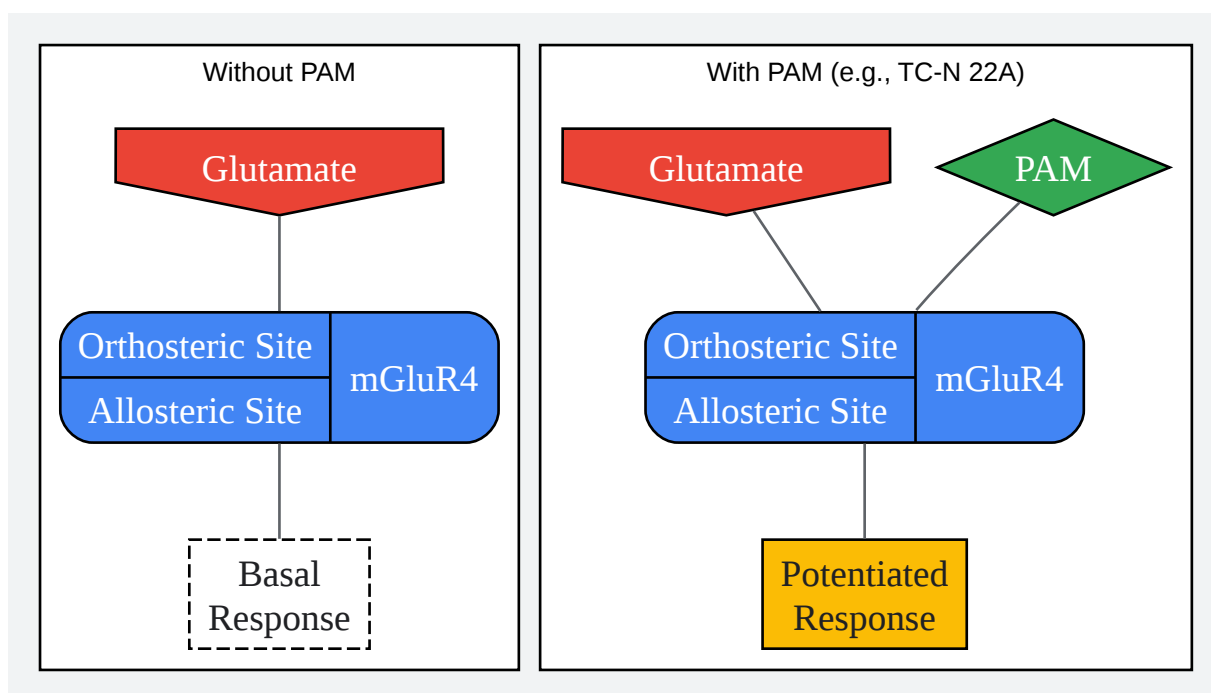 Without PAM
Glutamate
Orthosteric Site
Allosteric Site
mGluR4
Basal
Response
With PAM (e.g., TC-N 22A)
Glutamate
PAM
Orthosteric Site
Allosteric Site
mGluR4
Potentiated
Response